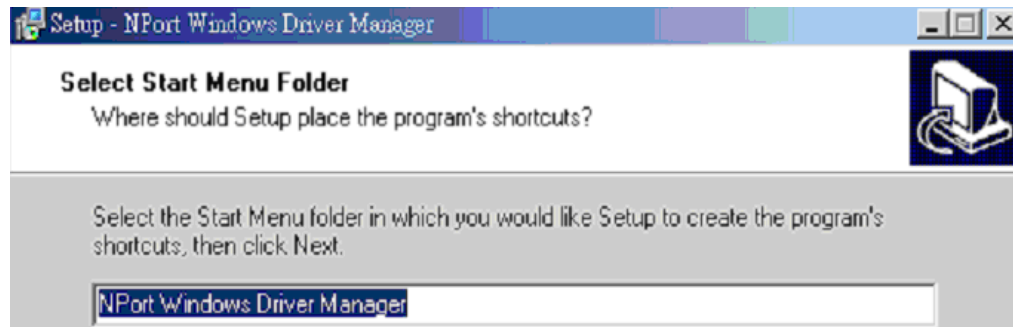 Setup - NPort Windows Driver Manager
Select Start Menu Folder
Where should Setup place the program's shortcuts?
Select the Start Menu folder in which you would like Setup to create the program's
shortcuts, then click Next.
NPort Windows Driver Manager